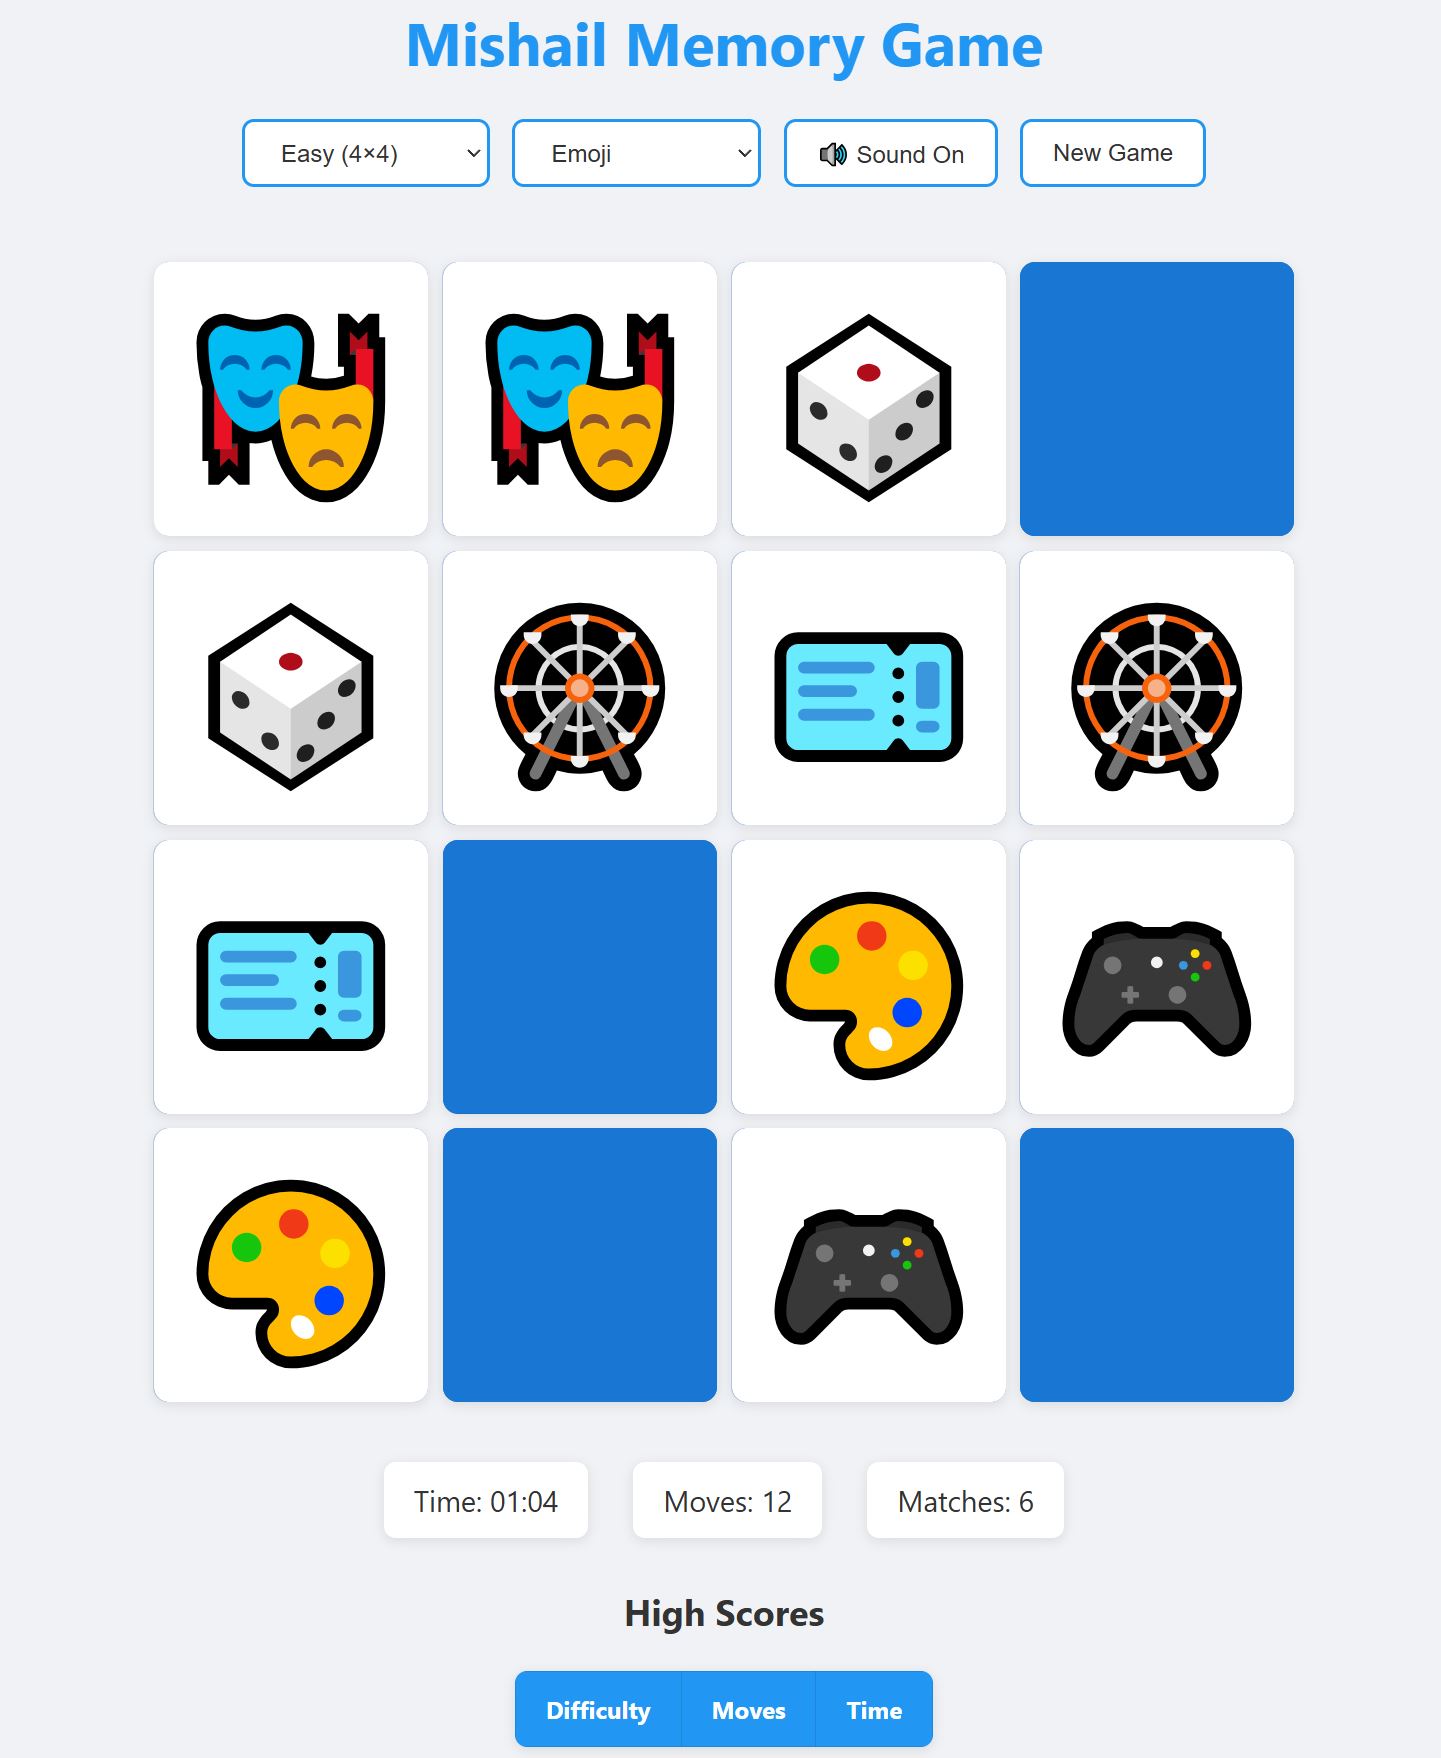 Mishail Memory Game
Easy (4×4)
Emoji
Sound On
New Game
Time: 01:04
Moves: 12
Matches: 6
High Scores
Difficulty Moves Time